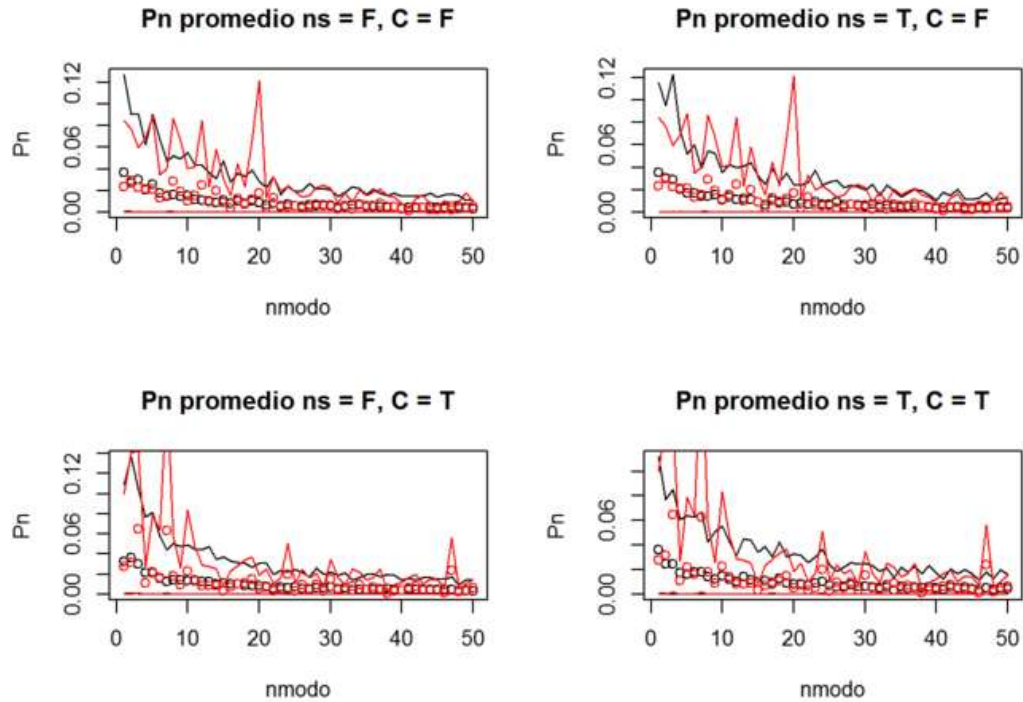 Pn promedio ns = F, C = F
Pn
0.12
0.06
0.00
0 10 20 30 40 50
nmodo
Pn promedio ns = T, C = F
Pn
0.12
0.06
0.00
0 10 20 30 40 50
nmodo
Pn promedio ns = F, C = T
Pn
0.12
0.06
0.00
0 10 20 30 40 50
nmodo
Pn promedio ns = T, C = T
Pn
0.06
0.00
0 10 20 30 40 50
nmodo